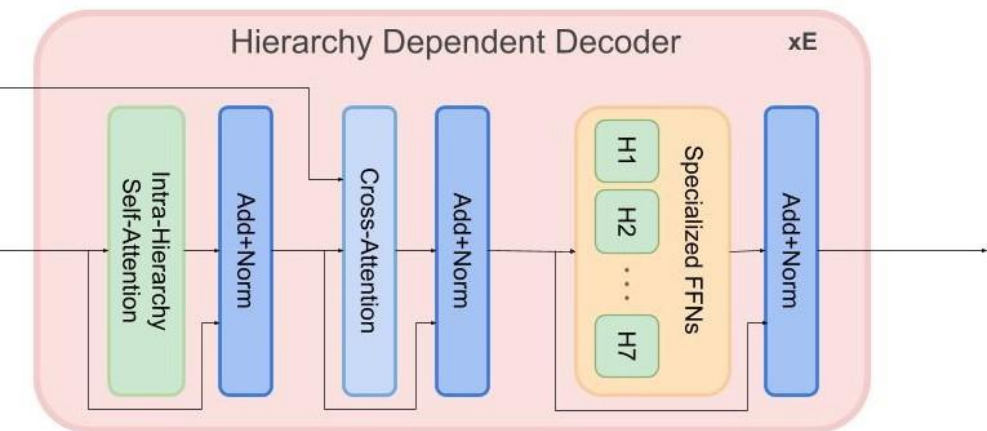 Hierarchy Dependent Decoder
xE
Intra-Hierarchy
Self-Attention
Add+Norm
Cross-Attention
Add+Norm
H1
H2
...
H7
Specialized FFNs
Add+Norm